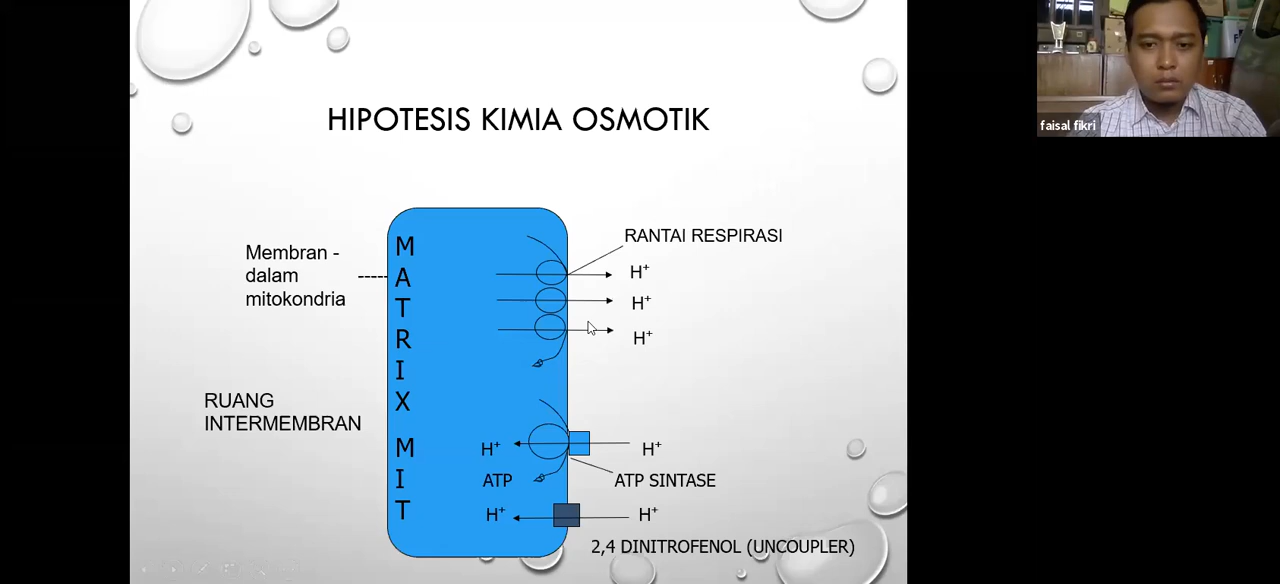 HIPOTESIS KIMIA OSMOTIK
faisal fikri
Membran -
dalam
mitokondria
RUANG
INTERMEMBRAN
M
A
T
R
I
X
M
I
T
RANTAI RESPIRASI
H⁺
H⁺
H⁺
H⁺ H⁺
ATP ATP SINTASE
H⁺ H⁺
2,4 DINITROFENOL (UNCOUPLER)